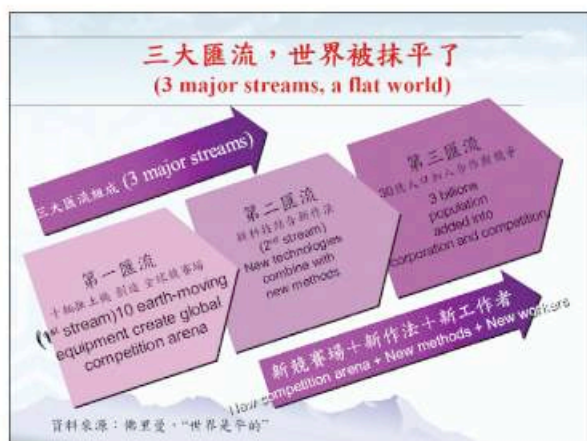 三大匯流，世界被抹平了
(3 major streams, a flat world)
三大匯流組成 (3 major streams)
第一匯流
十輛推土機 創造 全球競賽場
(1st stream)10 earth-moving
equipment create global
competition arena
第二匯流
新科技結合新作法
(2nd stream)
New technologies
combine with
new methods
第三匯流
30億人口加入合作與競爭
3 billions
population
added into
corporation and competition
新競賽場＋新作法＋新工作者
New competition arena + New methods + New workers
資料來源：佛里曼，“世界是平的”